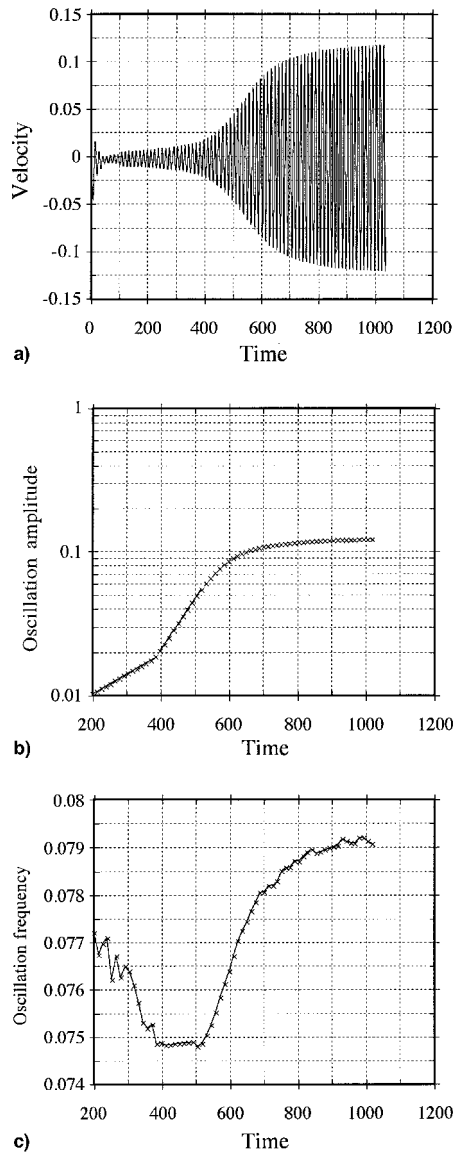 0.15
0.1
0.05
0
-0.05
-0.1
-0.15
Velocity
0 200 400 600 800 1000 1200
Time
a)
1
0.1
0.01
Oscillation amplitude
200 400 600 800 1000 1200
Time
b)
0.08
0.079
0.078
0.077
0.076
0.075
0.074
Oscillation frequency
200 400 600 800 1000 1200
Time
c)